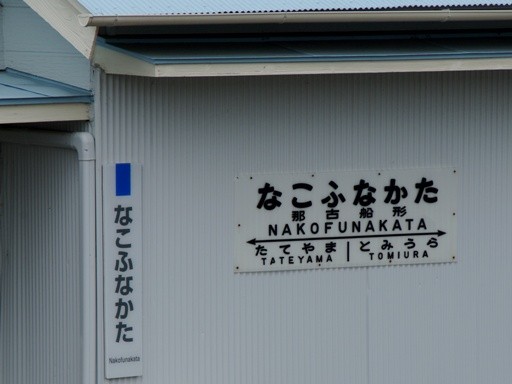 なこふなかた
Nakofunakata
なこふなかた
那古船形
NAKOFUNAKATA
たてやま とみうら
TATEYAMA TOMIURA